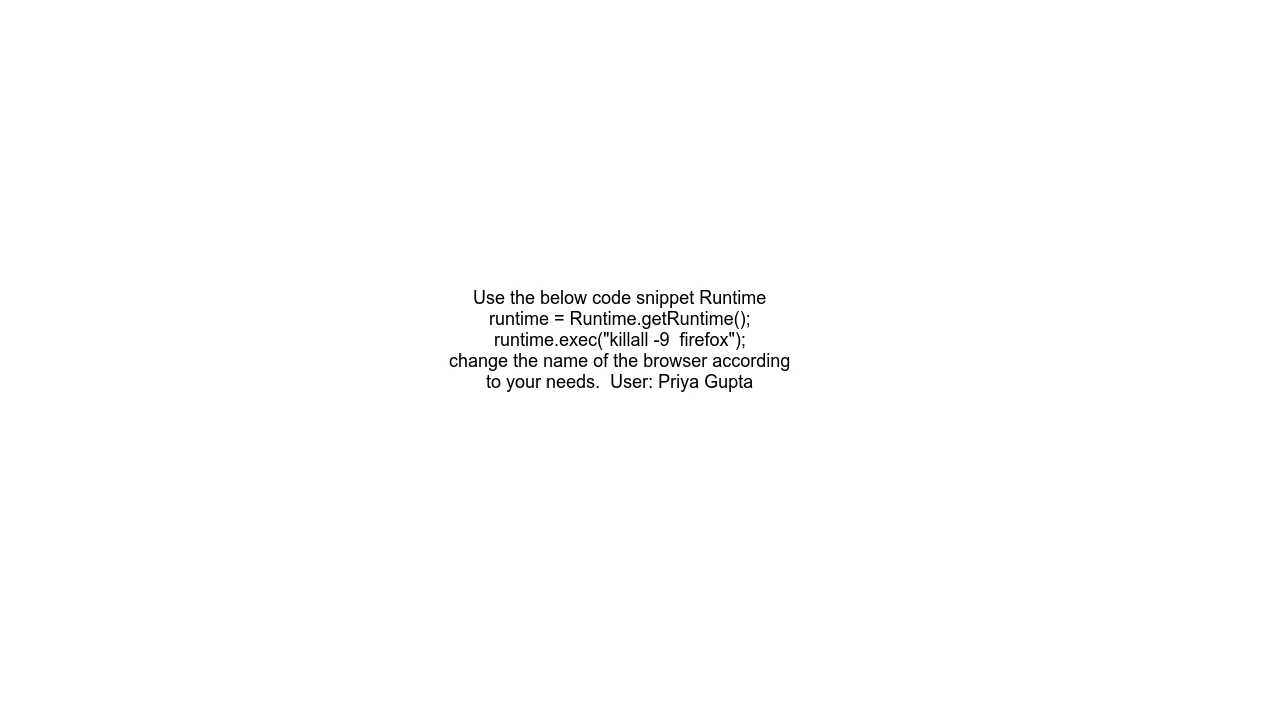 Use the below code snippet Runtime
runtime = Runtime.getRuntime();
runtime.exec("killall -9  firefox");
change the name of the browser according
to your needs.  User: Priya Gupta